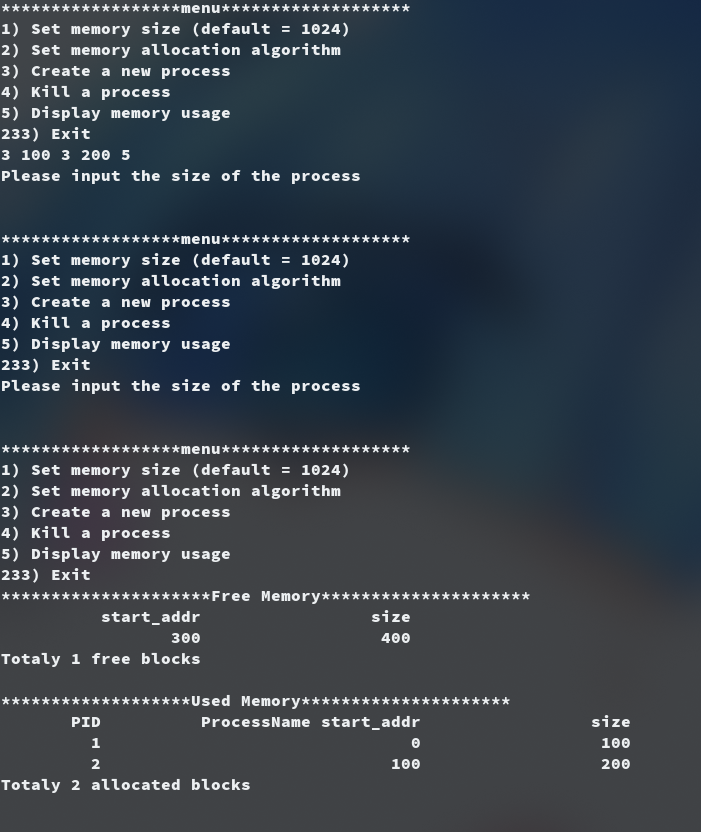 ******************menu*******************
1) Set memory size (default = 1024)
2) Set memory allocation algorithm
3) Create a new process
4) Kill a process
5) Display memory usage
233) Exit
3 100 3 200 5
Please input the size of the process
******************menu*******************
1) Set memory size (default = 1024)
2) Set memory allocation algorithm
3) Create a new process
4) Kill a process
5) Display memory usage
233) Exit
Please input the size of the process
******************menu*******************
1) Set memory size (default = 1024)
2) Set memory allocation algorithm
3) Create a new process
4) Kill a process
5) Display memory usage
233) Exit
*********************Free Memory*********************
          start_addr                 size
                 300                  400
Totaly 1 free blocks
*******************Used Memory*********************
       PID          ProcessName start_addr                 size
         1                               0                  100
         2                             100                  200
Totaly 2 allocated blocks